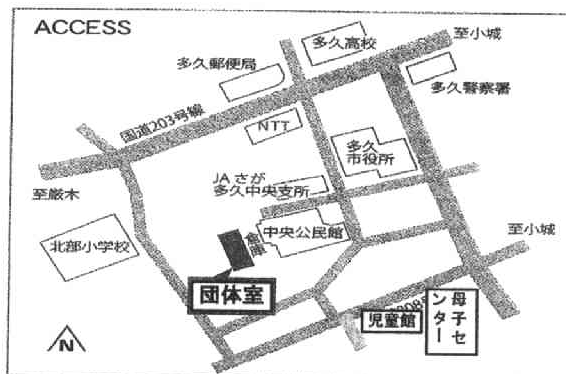 ACCESS
多久高校
至小城
多久郵便局
多久警察署
国道203号線
NTT
多久
市役所
JAさが
多久中央支所
至厳木
中央公民館
倉庫
至小城
北部小学校
団体室
児童館
母子セ
ンター
N